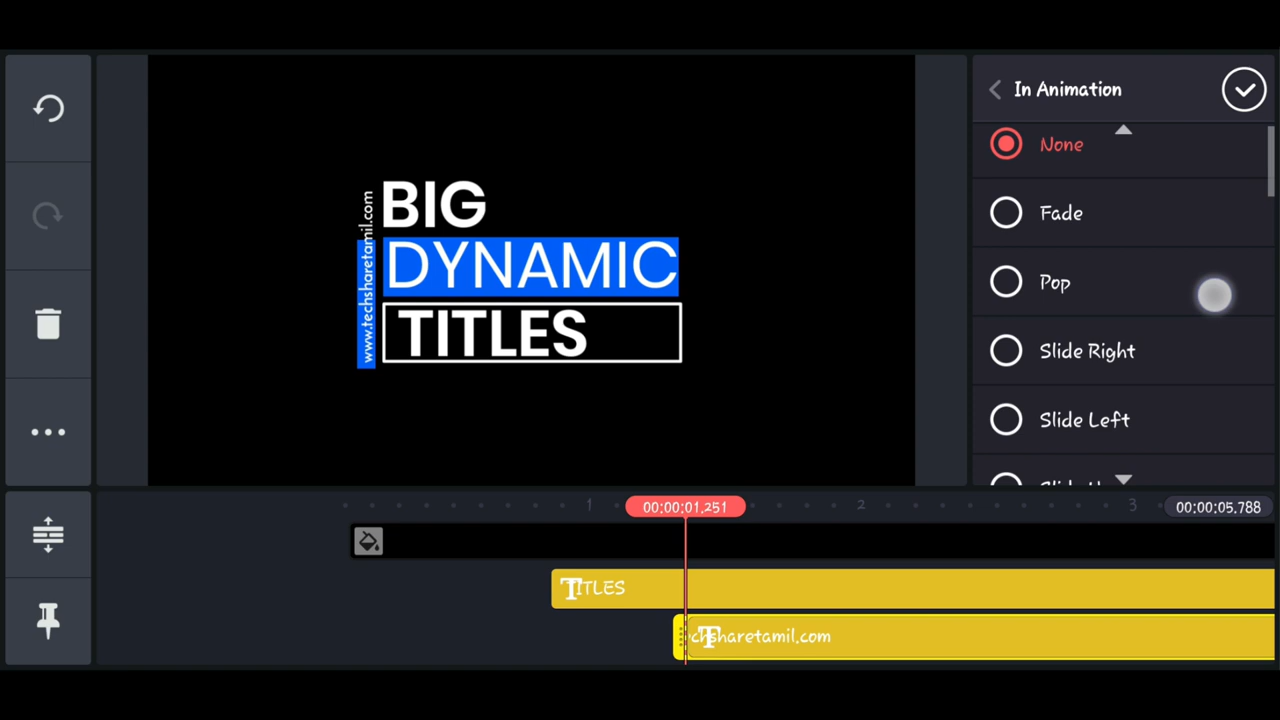 In Animation
None
Fade
Pop
Slide Right
Slide Left
BIG
DYNAMIC
TITLES
www.techsharetamil.com
1
00:00:01.251
2
3
00:00:05.788
TITLES
techsharetamil.com